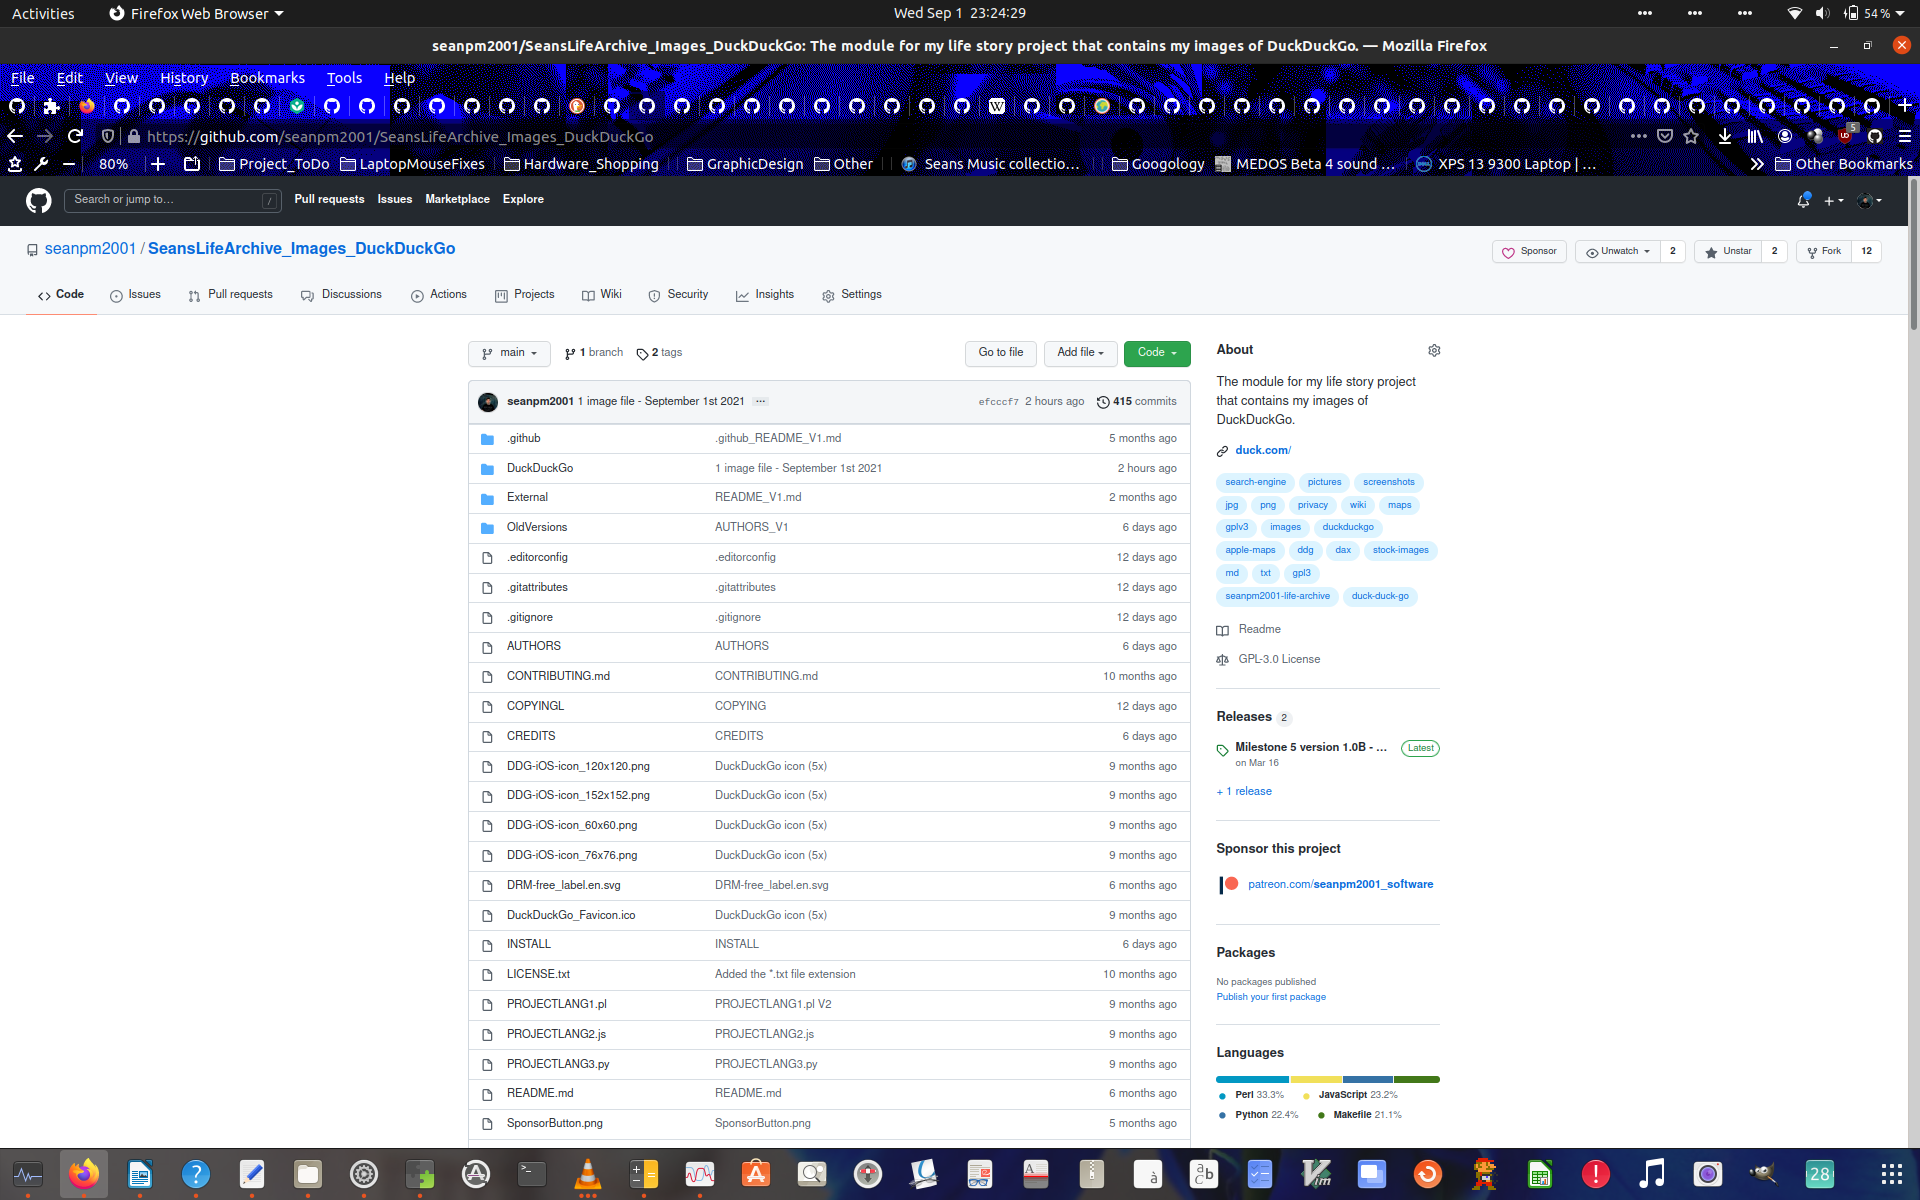 Activities Firefox Web Browser Wed Sep 1 23:24:29 54 %
seanpm2001/SeansLifeArchive_Images_DuckDuckGo: The module for my life story project that contains my images of DuckDuckGo. — Mozilla Firefox
File Edit View History Bookmarks Tools Help
https://github.com/seanpm2001/SeansLifeArchive_Images_DuckDuckGo 5
80% Project_ToDo LaptopMouseFixes Hardware_Shopping GraphicDesign Other Seans Music collectio… Googology MEDOS Beta 4 sound … XPS 13 9300 Laptop | … Other Bookmarks
Search or jump to… / Pull requests Issues Marketplace Explore
seanpm2001 / SeansLifeArchive_Images_DuckDuckGo Sponsor Unwatch 2 Unstar 2 Fork 12
Code Issues Pull requests Discussions Actions Projects Wiki Security Insights Settings
main 1 branch 2 tags Go to file Add file Code
seanpm2001 1 image file - September 1st 2021 … efcccf7 2 hours ago 415 commits
.github .github_README_V1.md 5 months ago
DuckDuckGo 1 image file - September 1st 2021 2 hours ago
External README_V1.md 2 months ago
OldVersions AUTHORS_V1 6 days ago
.editorconfig .editorconfig 12 days ago
.gitattributes .gitattributes 12 days ago
.gitignore .gitignore 12 days ago
AUTHORS AUTHORS 6 days ago
CONTRIBUTING.md CONTRIBUTING.md 10 months ago
COPYINGL COPYING 12 days ago
CREDITS CREDITS 6 days ago
DDG-iOS-icon_120x120.png DuckDuckGo icon (5x) 9 months ago
DDG-iOS-icon_152x152.png DuckDuckGo icon (5x) 9 months ago
DDG-iOS-icon_60x60.png DuckDuckGo icon (5x) 9 months ago
DDG-iOS-icon_76x76.png DuckDuckGo icon (5x) 9 months ago
DRM-free_label.en.svg DRM-free_label.en.svg 6 months ago
DuckDuckGo_Favicon.ico DuckDuckGo icon (5x) 9 months ago
INSTALL INSTALL 6 days ago
LICENSE.txt Added the *.txt file extension 10 months ago
PROJECTLANG1.pl PROJECTLANG1.pl V2 9 months ago
PROJECTLANG2.js PROJECTLANG2.js 9 months ago
PROJECTLANG3.py PROJECTLANG3.py 9 months ago
README.md README.md 6 months ago
SponsorButton.png SponsorButton.png 5 months ago
About
The module for my life story project
that contains my images of
DuckDuckGo.
duck.com/
search-engine pictures screenshots
jpg png privacy wiki maps
gplv3 images duckduckgo
apple-maps ddg dax stock-images
md txt gpl3
seanpm2001-life-archive duck-duck-go
Readme
GPL-3.0 License
Releases 2
Milestone 5 version 1.0B - … Latest
on Mar 16
+ 1 release
Sponsor this project
patreon.com/seanpm2001_software
Packages
No packages published
Publish your first package
Languages
Perl 33.3% JavaScript 23.2%
Python 22.4% Makefile 21.1%
28